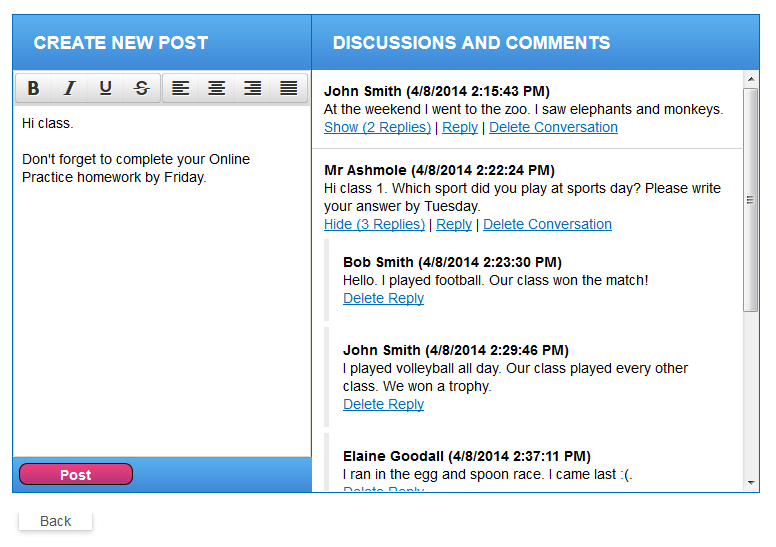 CREATE NEW POST
B I U S
Hi class.
Don't forget to complete your Online
Practice homework by Friday.
Post
Back
DISCUSSIONS AND COMMENTS
John Smith (4/8/2014 2:15:43 PM)
At the weekend I went to the zoo. I saw elephants and monkeys.
Show (2 Replies) | Reply | Delete Conversation
Mr Ashmole (4/8/2014 2:22:24 PM)
Hi class 1. Which sport did you play at sports day? Please write
your answer by Tuesday.
Hide (3 Replies) | Reply | Delete Conversation
Bob Smith (4/8/2014 2:23:30 PM)
Hello. I played football. Our class won the match!
Delete Reply
John Smith (4/8/2014 2:29:46 PM)
I played volleyball all day. Our class played every other
class. We won a trophy.
Delete Reply
Elaine Goodall (4/8/2014 2:37:11 PM)
I ran in the egg and spoon race. I came last :(.
Delete Reply